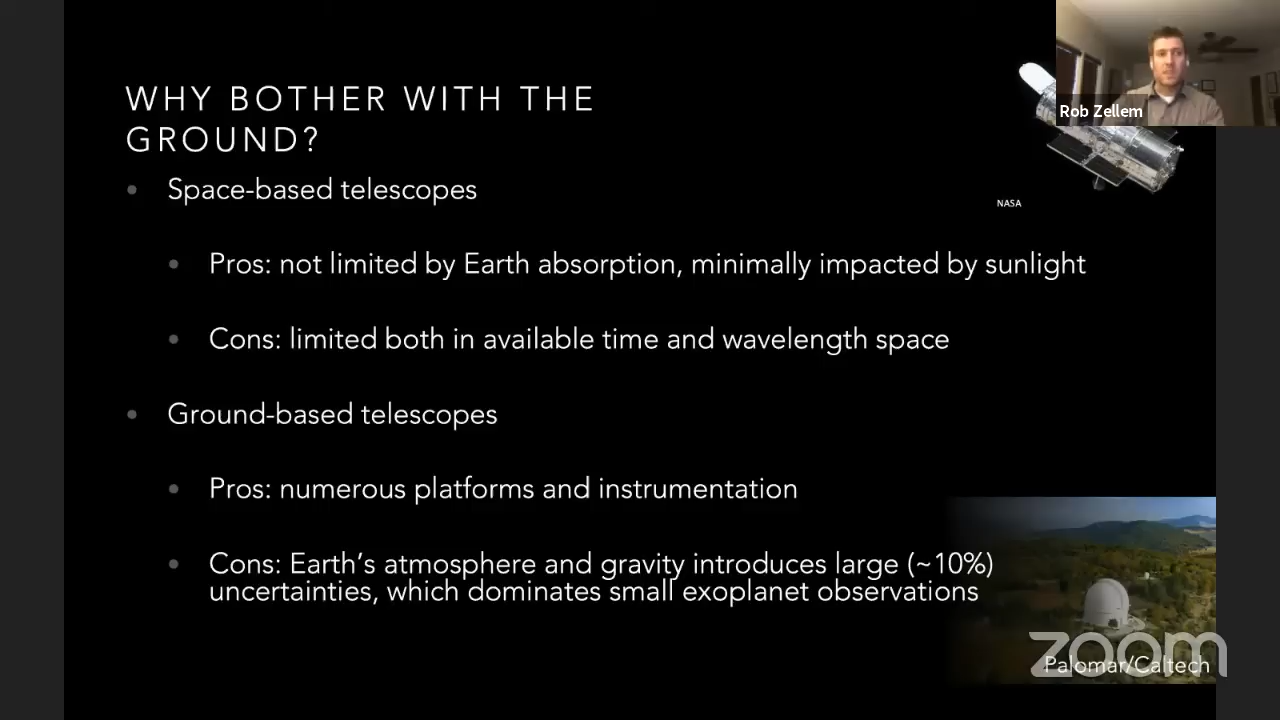 WHY BOTHER WITH THE
GROUND?
Rob Zellem
NASA
Space-based telescopes
Pros: not limited by Earth absorption, minimally impacted by sunlight
Cons: limited both in available time and wavelength space
Ground-based telescopes
Pros: numerous platforms and instrumentation
Cons: Earth’s atmosphere and gravity introduces large (~10%)
uncertainties, which dominates small exoplanet observations
zoom
Palomar/Caltech